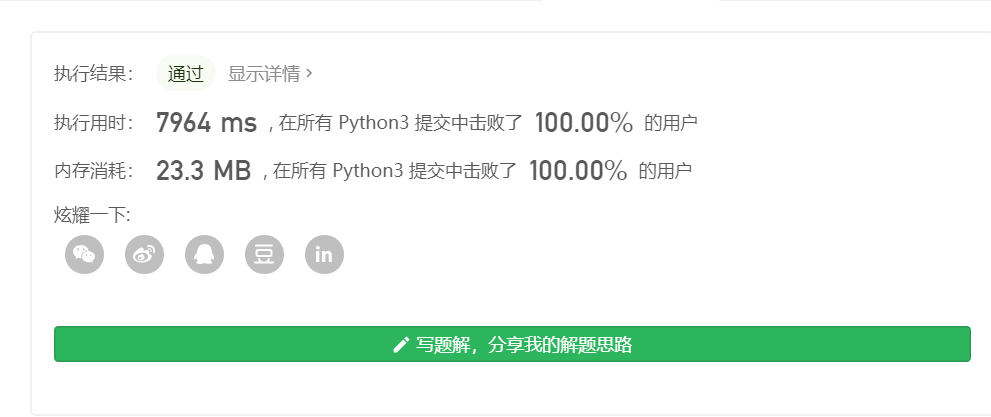 执行结果： 通过 显示详情 >
执行用时： 7964 ms , 在所有 Python3 提交中击败了 100.00% 的用户
内存消耗： 23.3 MB , 在所有 Python3 提交中击败了 100.00% 的用户
炫耀一下:
豆 in
写题解，分享我的解题思路